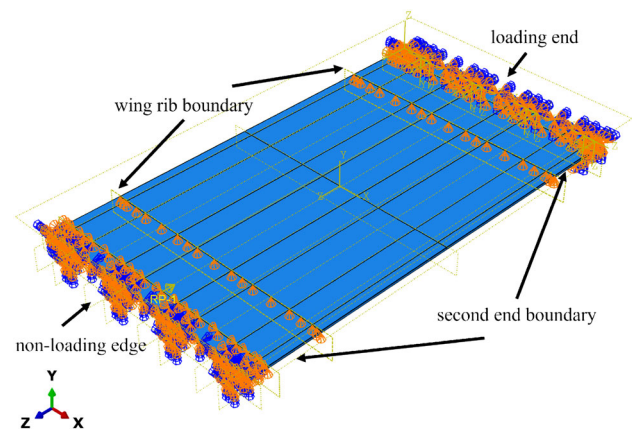 Z
loading end
wing rib boundary
Y
Z
X
RP-1
second end boundary
non-loading edge
Y
Z
X